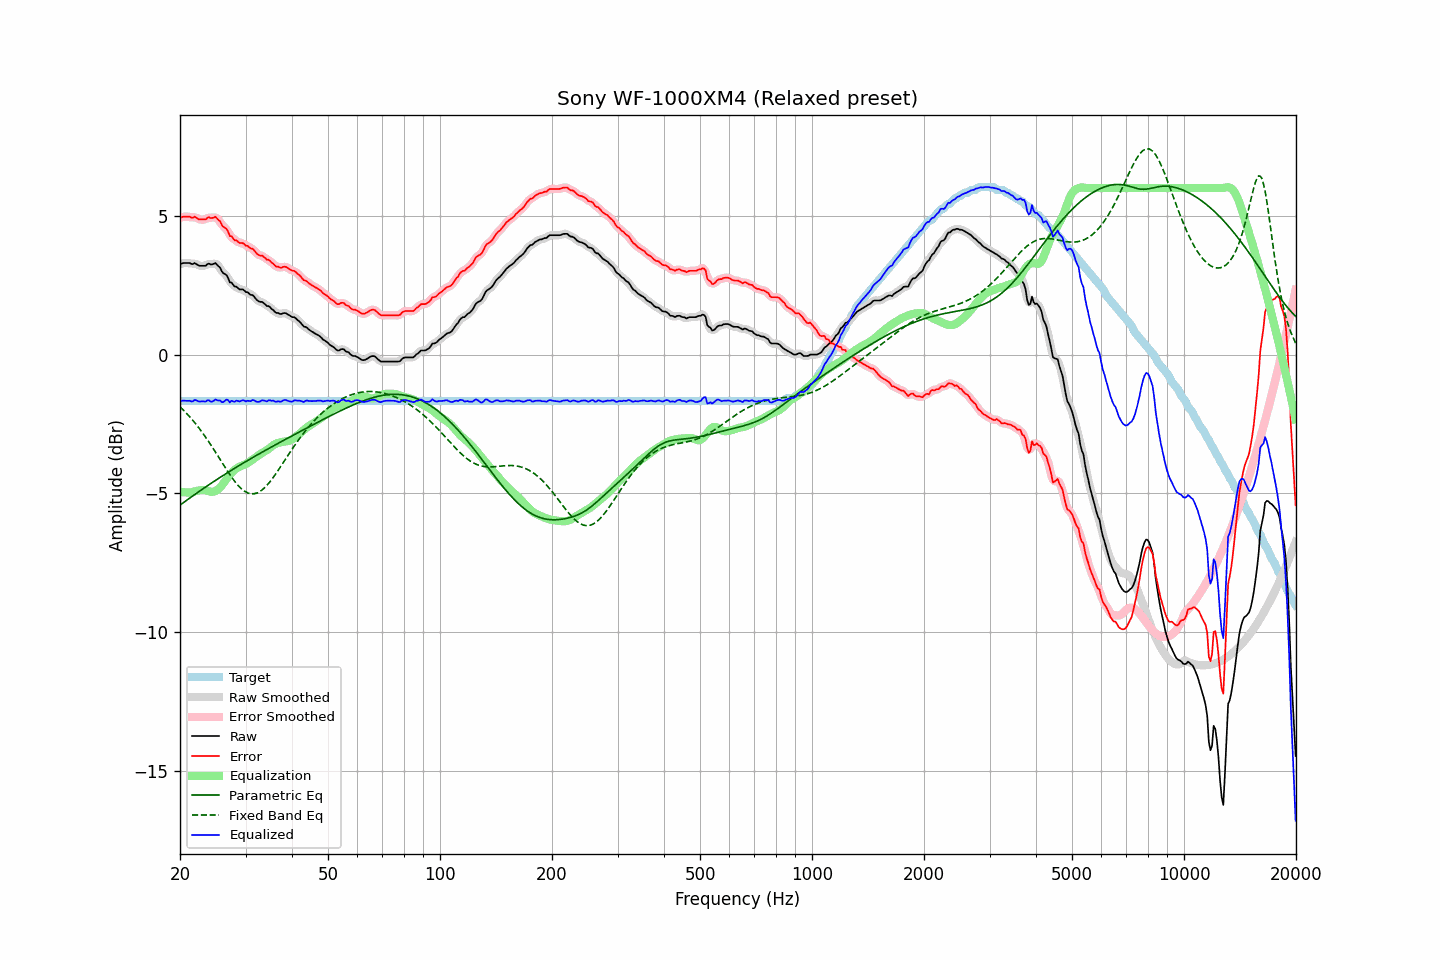 Sony WF-1000XM4 (Relaxed preset)
Amplitude (dBr)
5
0
−5
−10
−15
Target
Raw Smoothed
Error Smoothed
Raw
Error
Equalization
Parametric Eq
Fixed Band Eq
Equalized
20 50 100 200 500 1000 2000 5000 10000 20000
Frequency (Hz)